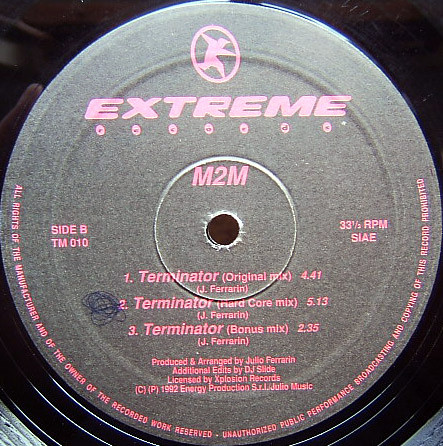 EXTREME
RECORDS
M2M
SIDE B
TM 010
33⅓ RPM
SIAE
1. Terminator (Original mix) 4.41
(J. Ferrarin)
2. Terminator (Hard Core mix) 5.13
(J. Ferrarin)
3. Terminator (Bonus mix) 2.35
(J. Ferrarin)
Produced & Arranged by Julio Ferrarin
Additional Edits by DJ Slide
Licensed by Xplosion Records
(C) (P) 1992 Energy Production S.r.l./Julio Music
ALL RIGHTS OF THE MANUFACTURER AND OF THE OWNER OF THE RECORDED WORK RESERVED - UNAUTHORIZED PUBLIC PERFORMANCE BROADCASTING AND COPYING OF THIS RECORD PROHIBITED